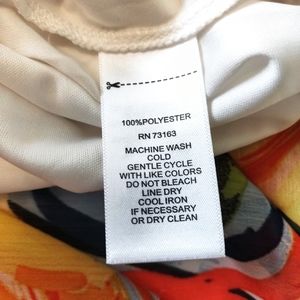 100%POLYESTER
RN 73163
MACHINE WASH
COLD
GENTLE CYCLE
WITH LIKE COLORS
DO NOT BLEACH
LINE DRY
COOL IRON
IF NECESSARY
OR DRY CLEAN